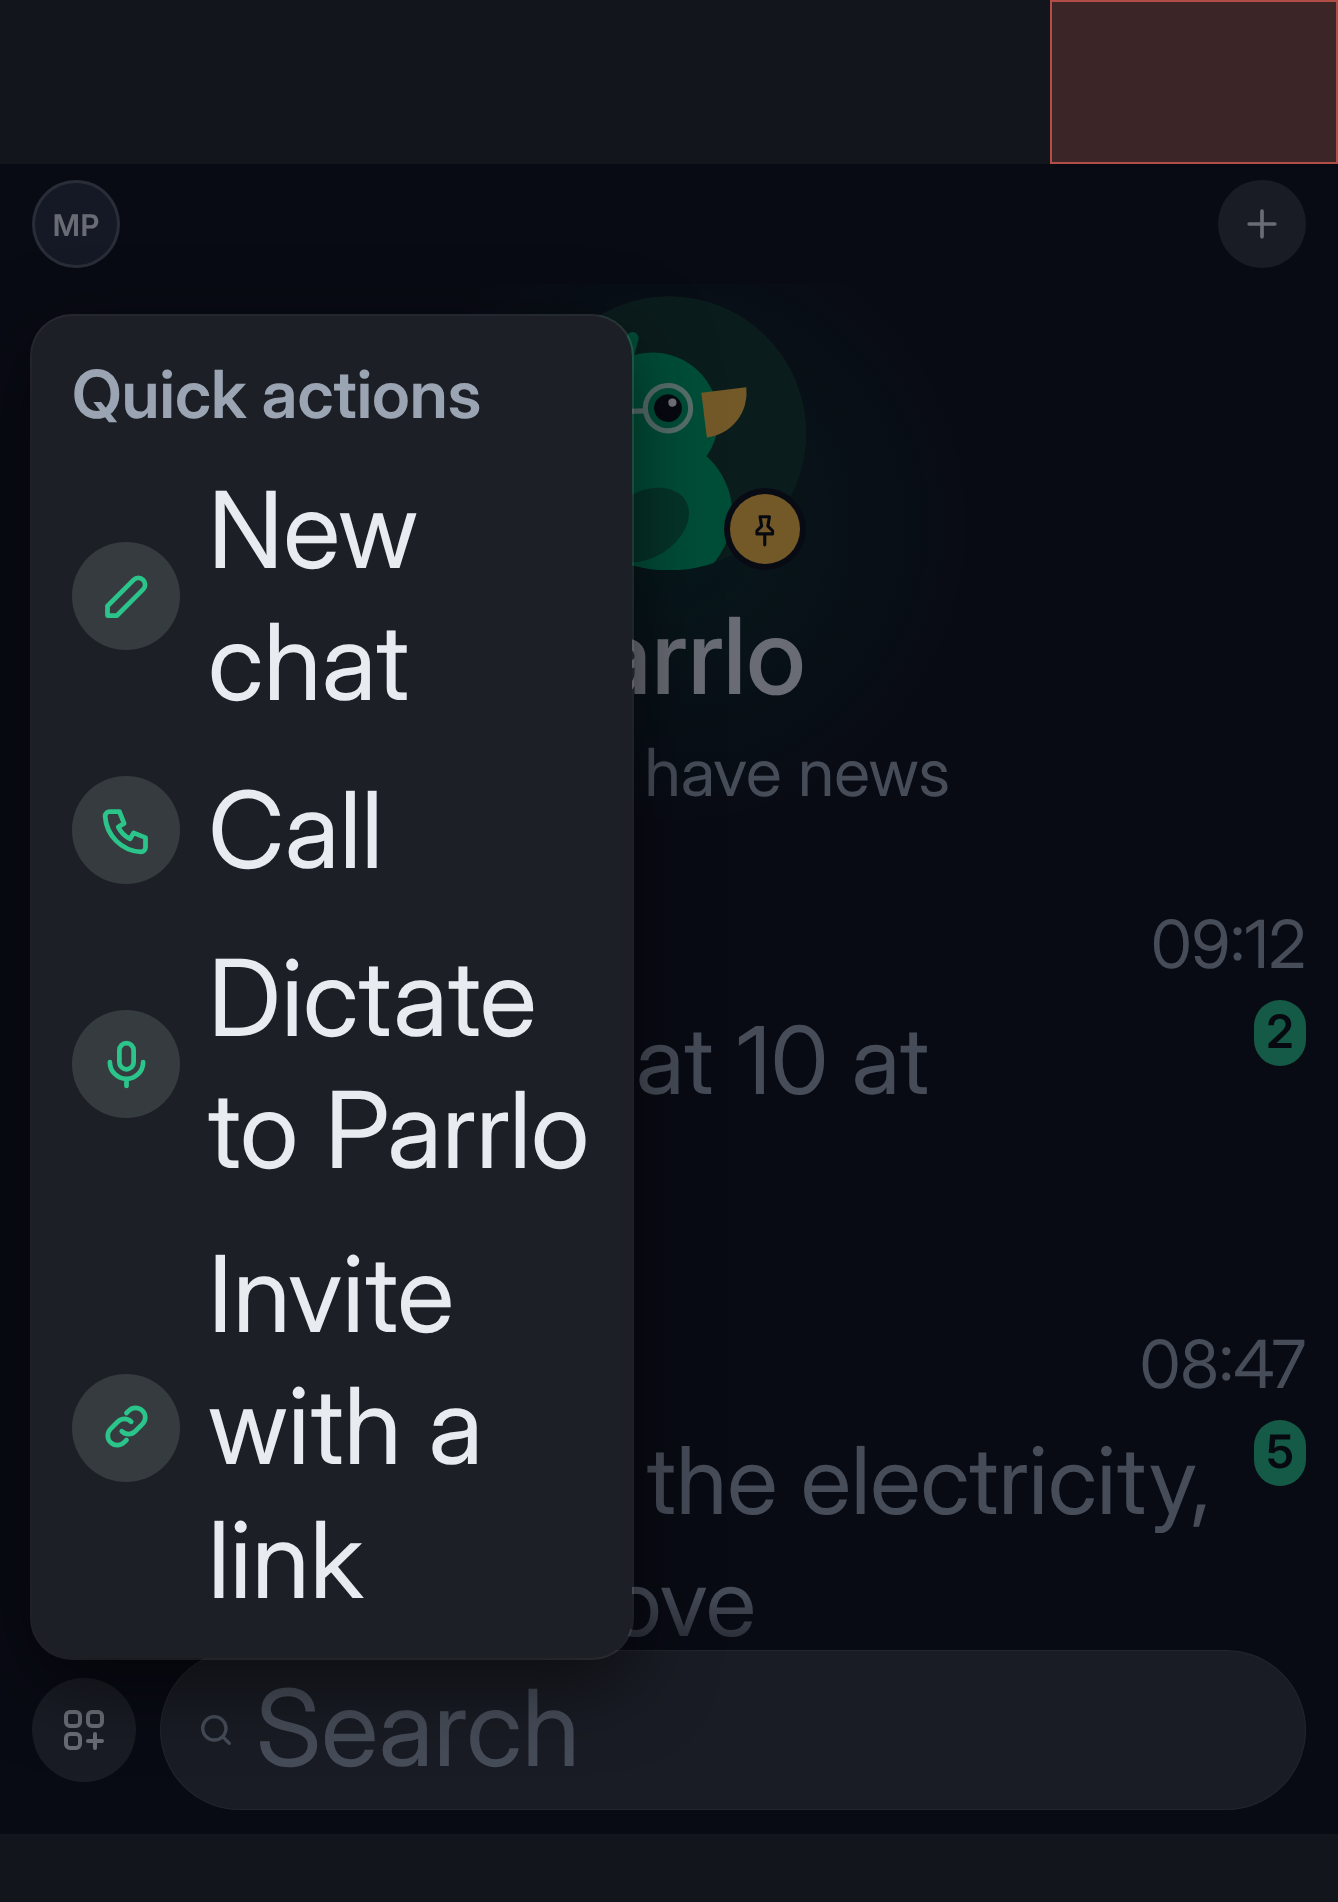 MP
Quick actions
New
chat
Call
Dictate
to Parrlo
Invite
with a
link
arrlo
have news
09:12
at 10 at
2
08:47
the electricity,
5
ove
Search